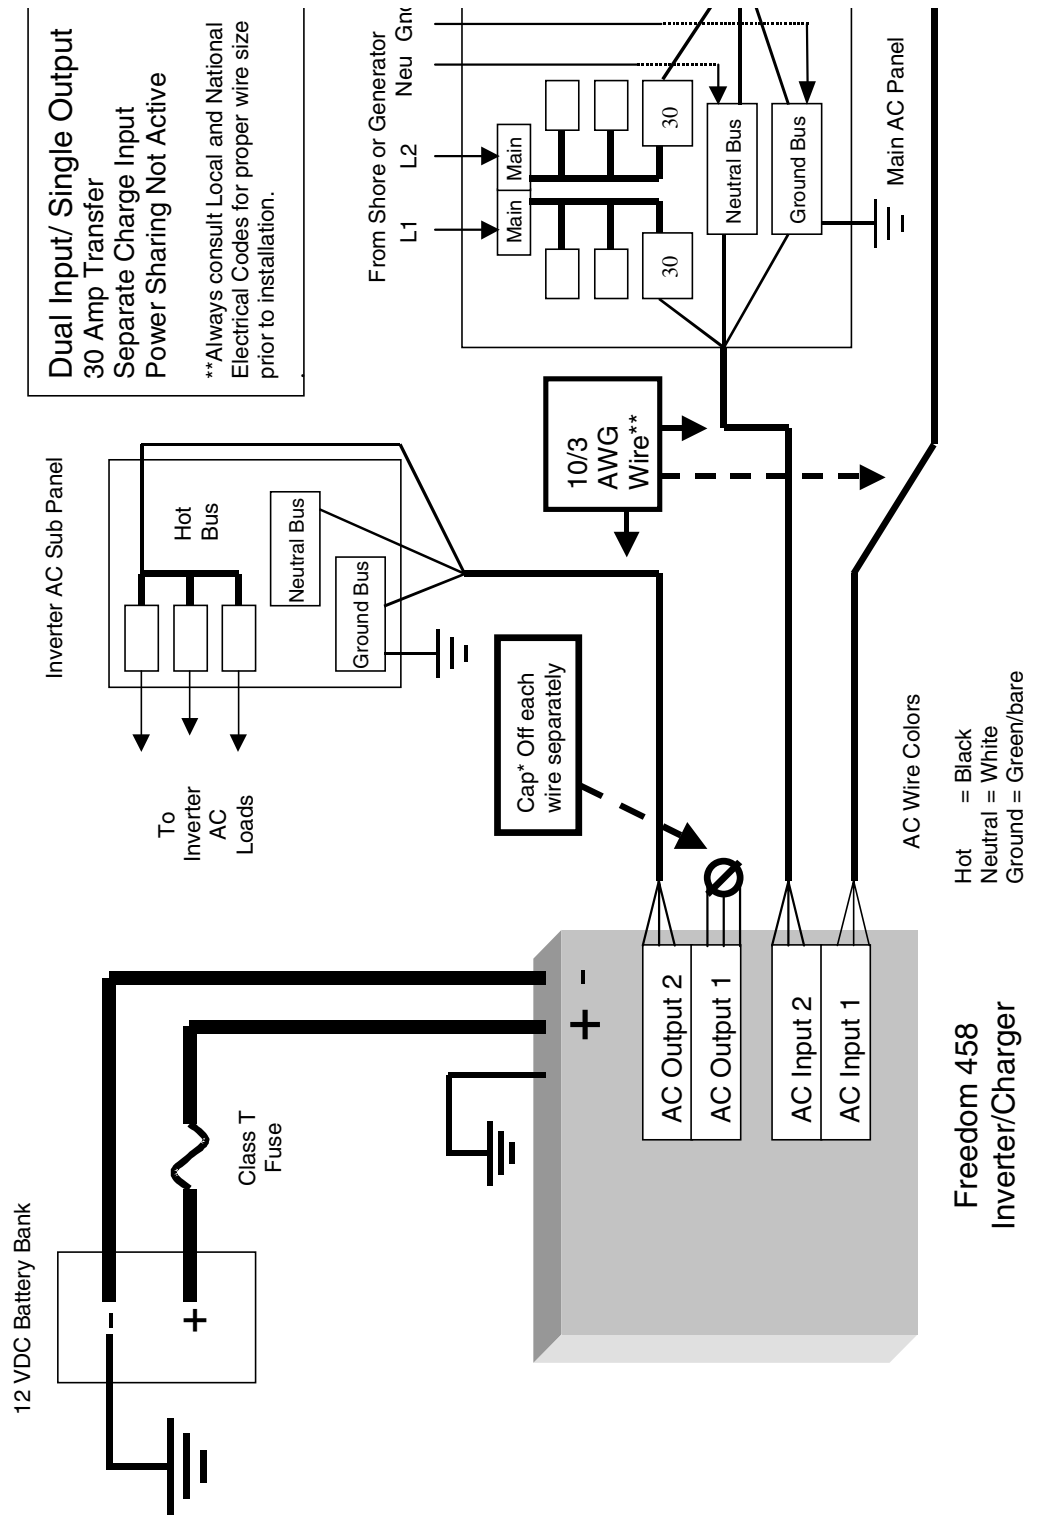 Dual Input/ Single Output
30 Amp Transfer
Separate Charge Input
Power Sharing Not Active
**Always consult Local and National
Electrical Codes for proper wire size
prior to installation.
.
From Shore or Generator
L1 L2 Neu
Main
Main
30
30
Neutral Bus
Ground Bus
Main AC Panel
Inverter AC Sub Panel
Hot
Bus
Neutral Bus
Ground Bus
To
Inverter
AC
Loads
10/3
AWG
Wire**
Cap* Off each
wire separately
AC Wire Colors
Hot = Black
Neutral = White
Ground = Green/bare
12 VDC Battery Bank
-
+
Class T
Fuse
-
+
AC Output 2
AC Output 1
AC Input 2
AC Input 1
Freedom 458
Inverter/Charger